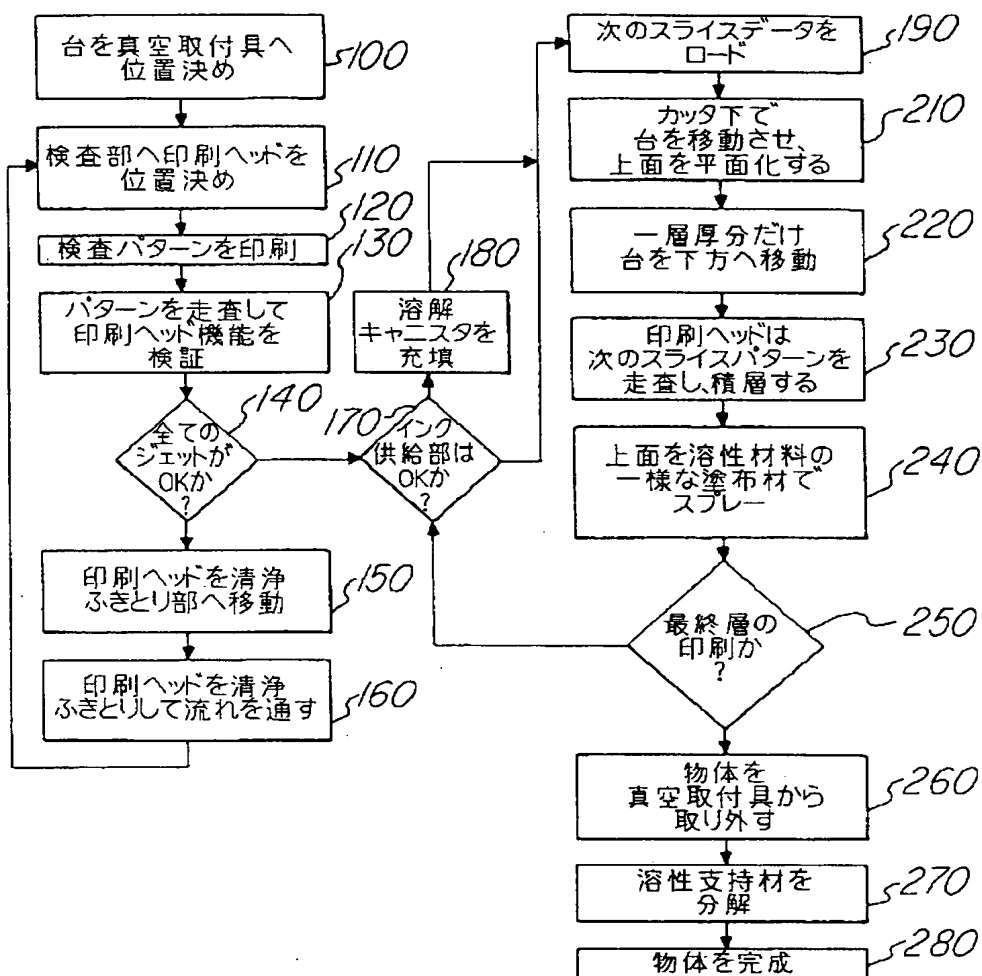 台を真空取付具へ
位置決め
100
検査部へ印刷ヘッドを
位置決め
110
検査パターンを印刷
120
パターンを走査して
印刷ヘッド機能を
検証
130
全ての
ジェットが
OKか
?
140
印刷ヘッドを清浄
ふきとり部へ移動
150
印刷ヘッドを清浄
ふきとりして流れを通す
160
インク
供給部は
OKか
?
170
溶解
キャニスタを
充填
180
次のスライスデータを
ロード
190
カッタ下で
台を移動させ、
上面を平面化する
210
一層厚分だけ
台を下方へ移動
220
印刷ヘッドは
次のスライスパターンを
走査し、積層する
230
上面を溶性材料の
一様な塗布材で
スプレー
240
最終層の
印刷か
?
250
物体を
真空取付具から
取り外す
260
溶性支持材を
分解
270
物体を完成
280